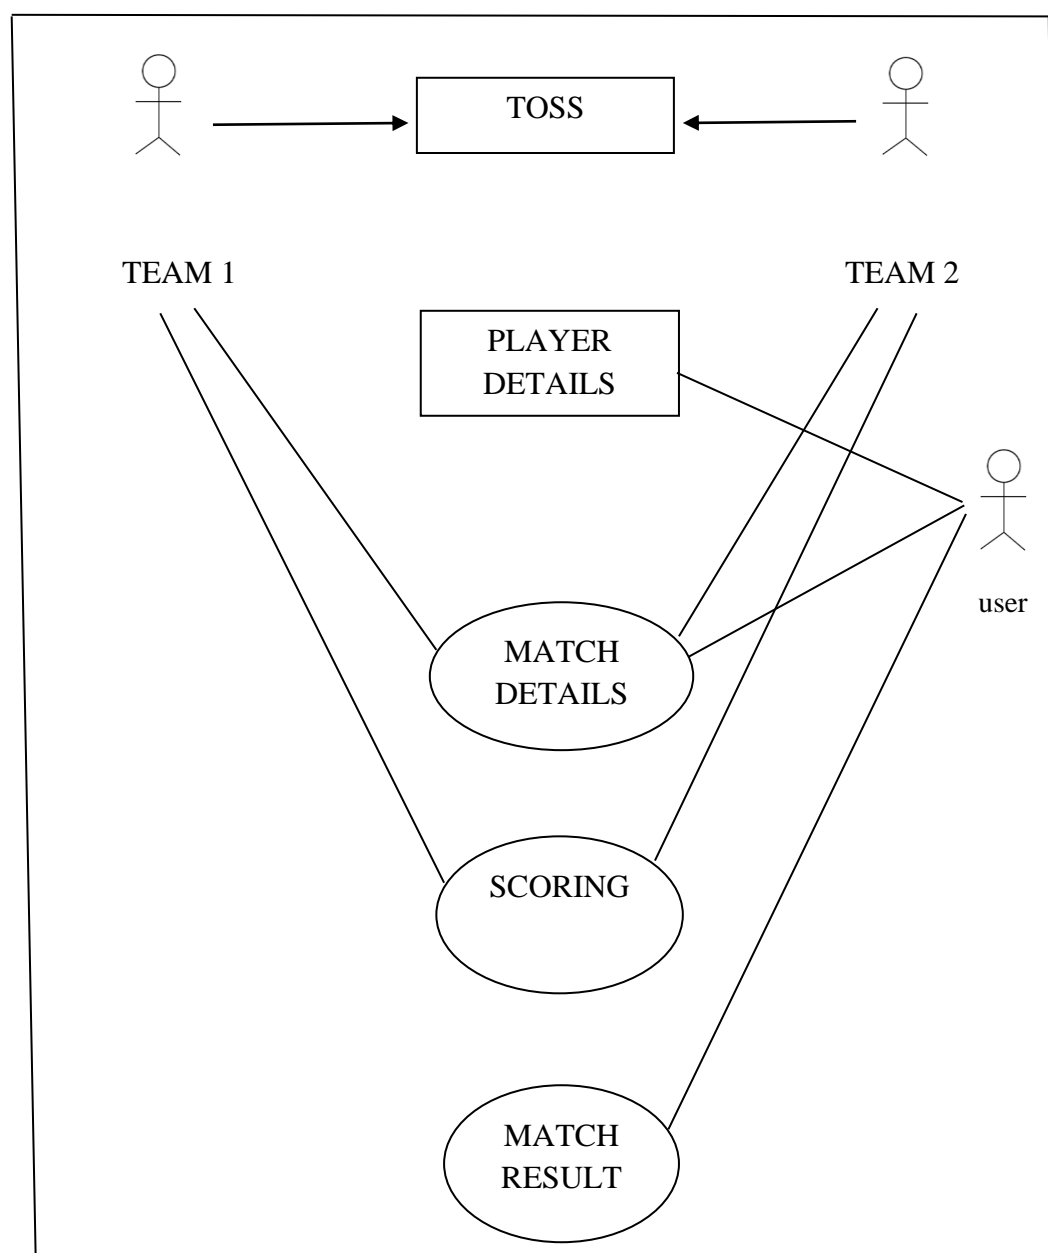 TOSS
TEAM 1
TEAM 2
PLAYER
DETAILS
user
MATCH
DETAILS
SCORING
MATCH
RESULT